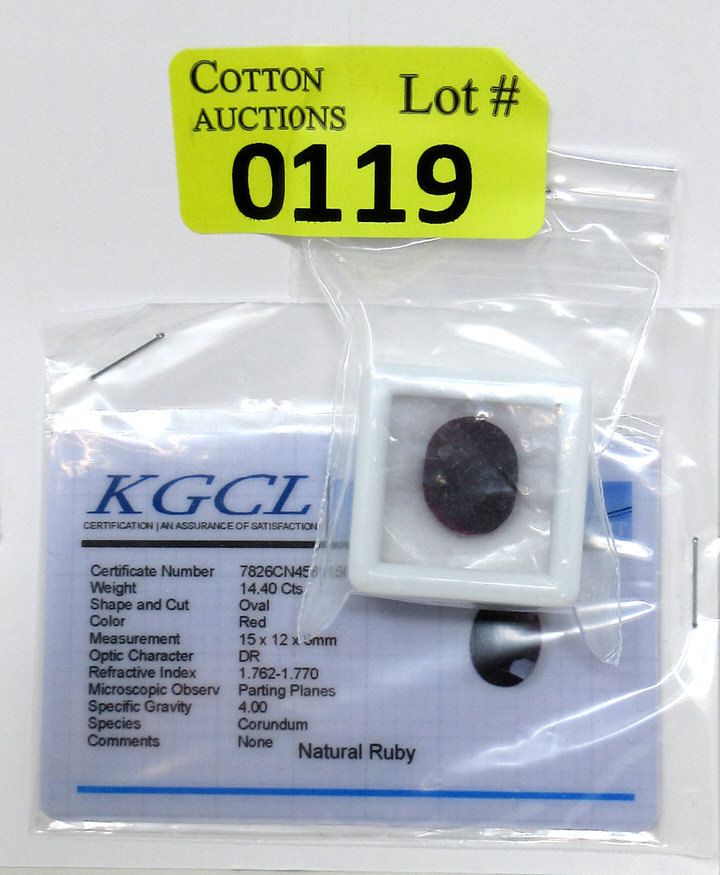 COTTON
AUCTIONS
Lot #
0119
KGCL
CERTIFICATION | AN ASSURANCE OF SATISFACTION
Certificate Number
Weight 14.40 Cts
Shape and Cut Oval
Color Red
Measurement 15 x 12 x
Optic Character DR
Refractive Index 1.762-1.770
Microscopic Observ Parting Planes
Specific Gravity 4.00
Species Corundum
Comments None
Natural Ruby